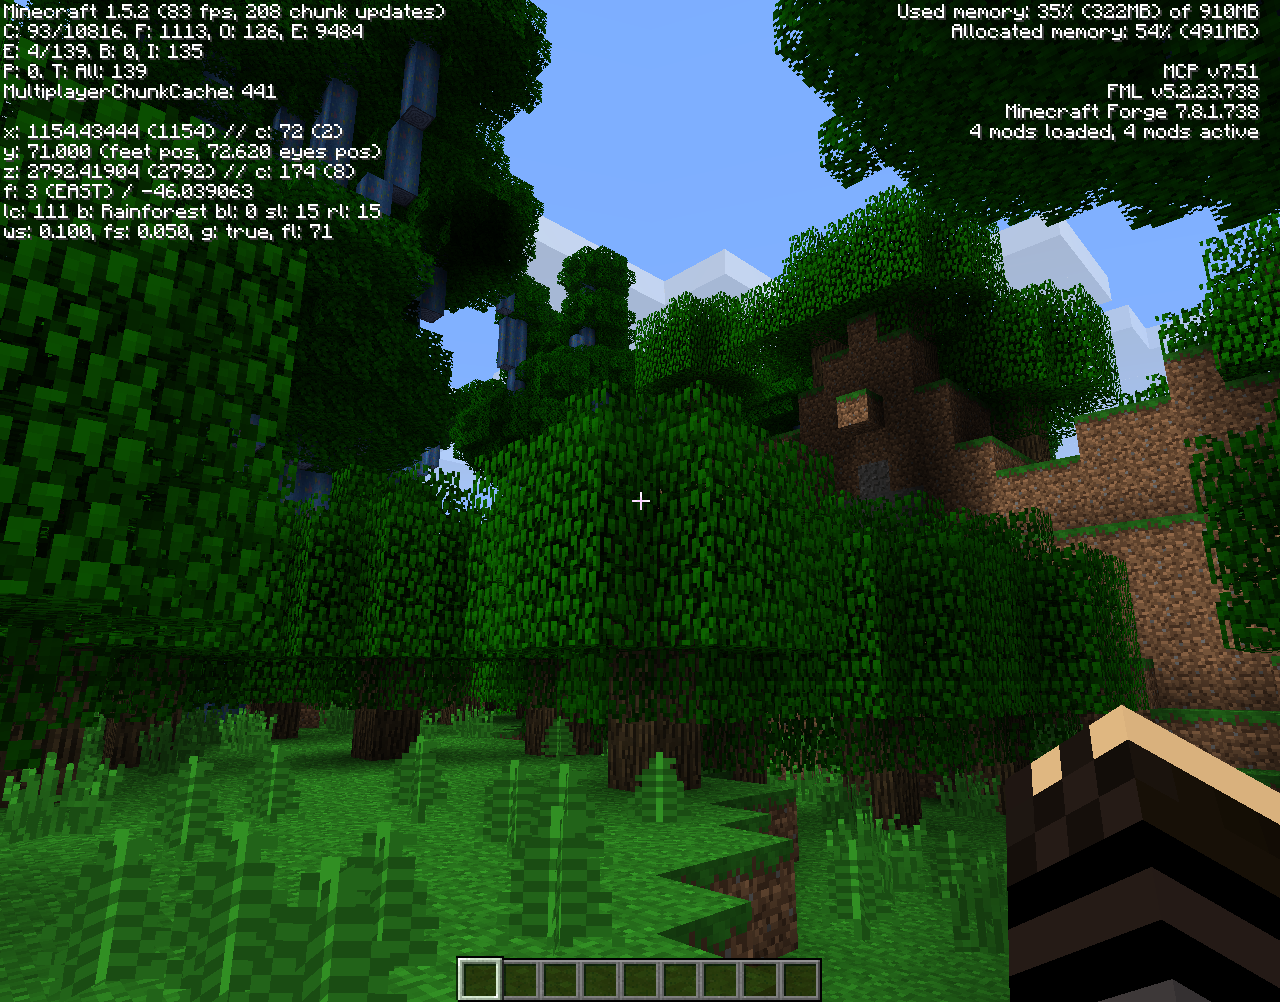 Minecraft 1.5.2 (83 fps, 208 chunk updates)
C: 93/10816. F: 1113, O: 126, E: 9484
E: 4/139. B: 0, I: 135
P: 0. T: All: 139
MultiplayerChunkCache: 441
x: 1154.43444 (1154) // c: 72 (2)
y: 71.000 (feet pos, 72.620 eyes pos)
z: 2792.41904 (2792) // c: 174 (8)
f: 3 (EAST) / -46.039063
lc: 111 b: Rainforest bl: 0 sl: 15 rl: 15
ws: 0.100, fs: 0.050, g: true, fl: 71
Used memory: 35% (322MB) of 910MB
Allocated memory: 54% (491MB)
MCP v7.51
FML v5.2.23.738
Minecraft Forge 7.8.1.738
4 mods loaded, 4 mods active